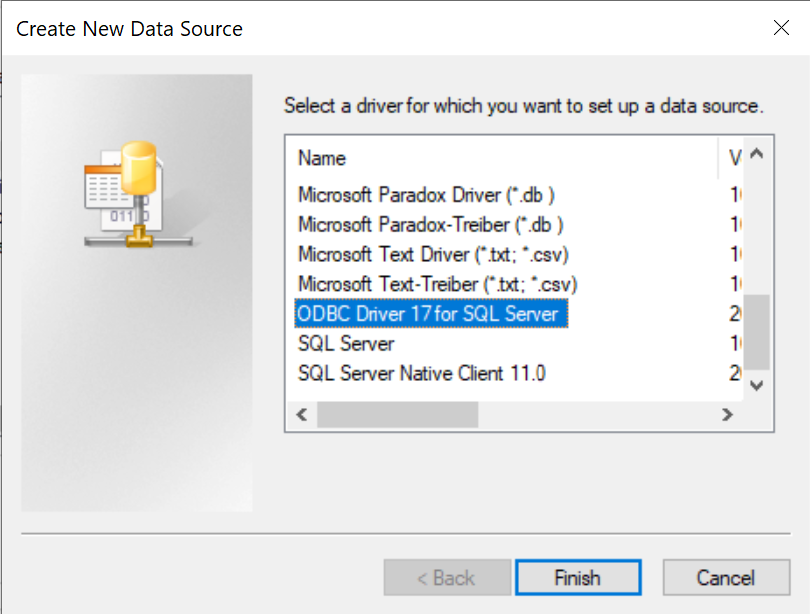 Create New Data Source
Select a driver for which you want to set up a data source.
Name V
Microsoft Paradox Driver (*.db ) 1
Microsoft Paradox-Treiber (*.db ) 1
Microsoft Text Driver (*.txt; *.csv) 1
Microsoft Text-Treiber (*.txt; *.csv) 1
ODBC Driver 17 for SQL Server 2
SQL Server 1
SQL Server Native Client 11.0 2
011 0
< Back Finish Cancel